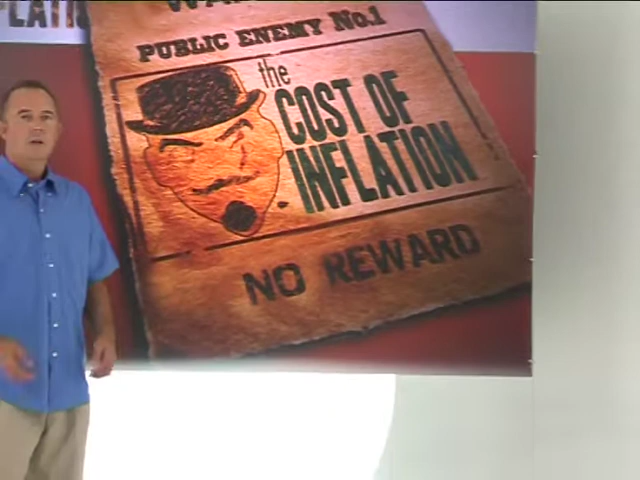 PUBLIC ENEMY No.1
the
COST OF
INFLATION
NO REWARD